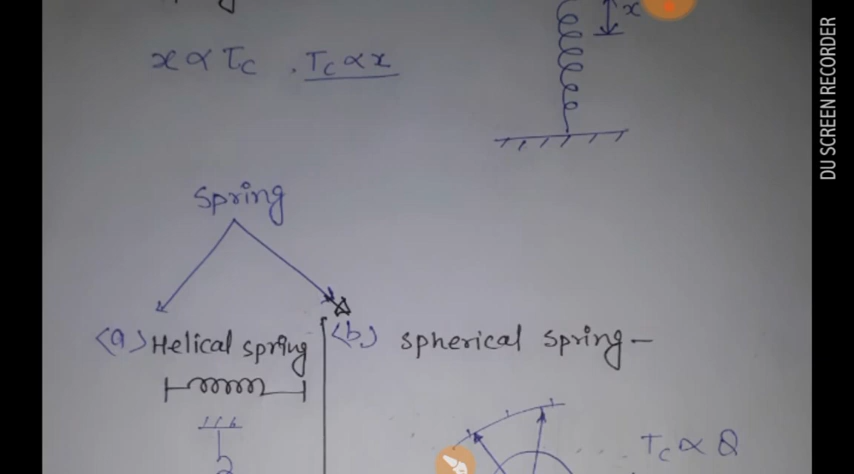 x
x ∝ Tc . Tc ∝ x
Spring
(a) Helical spring
(b) spherical spring -
Tc ∝ Q
DU SCREEN RECORDER